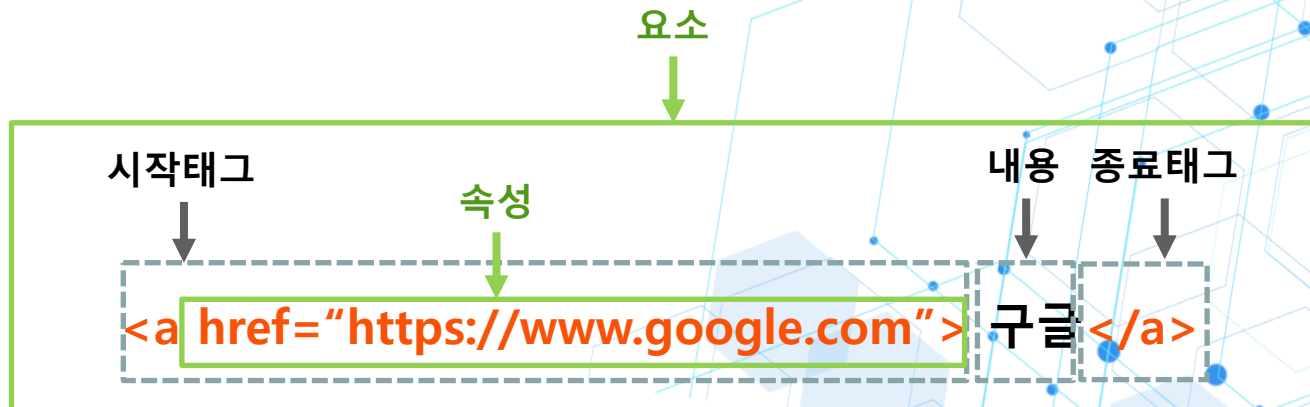 요소
시작태그
속성
내용
종료태그
<a href=“https://www.google.com”> 구글</a>